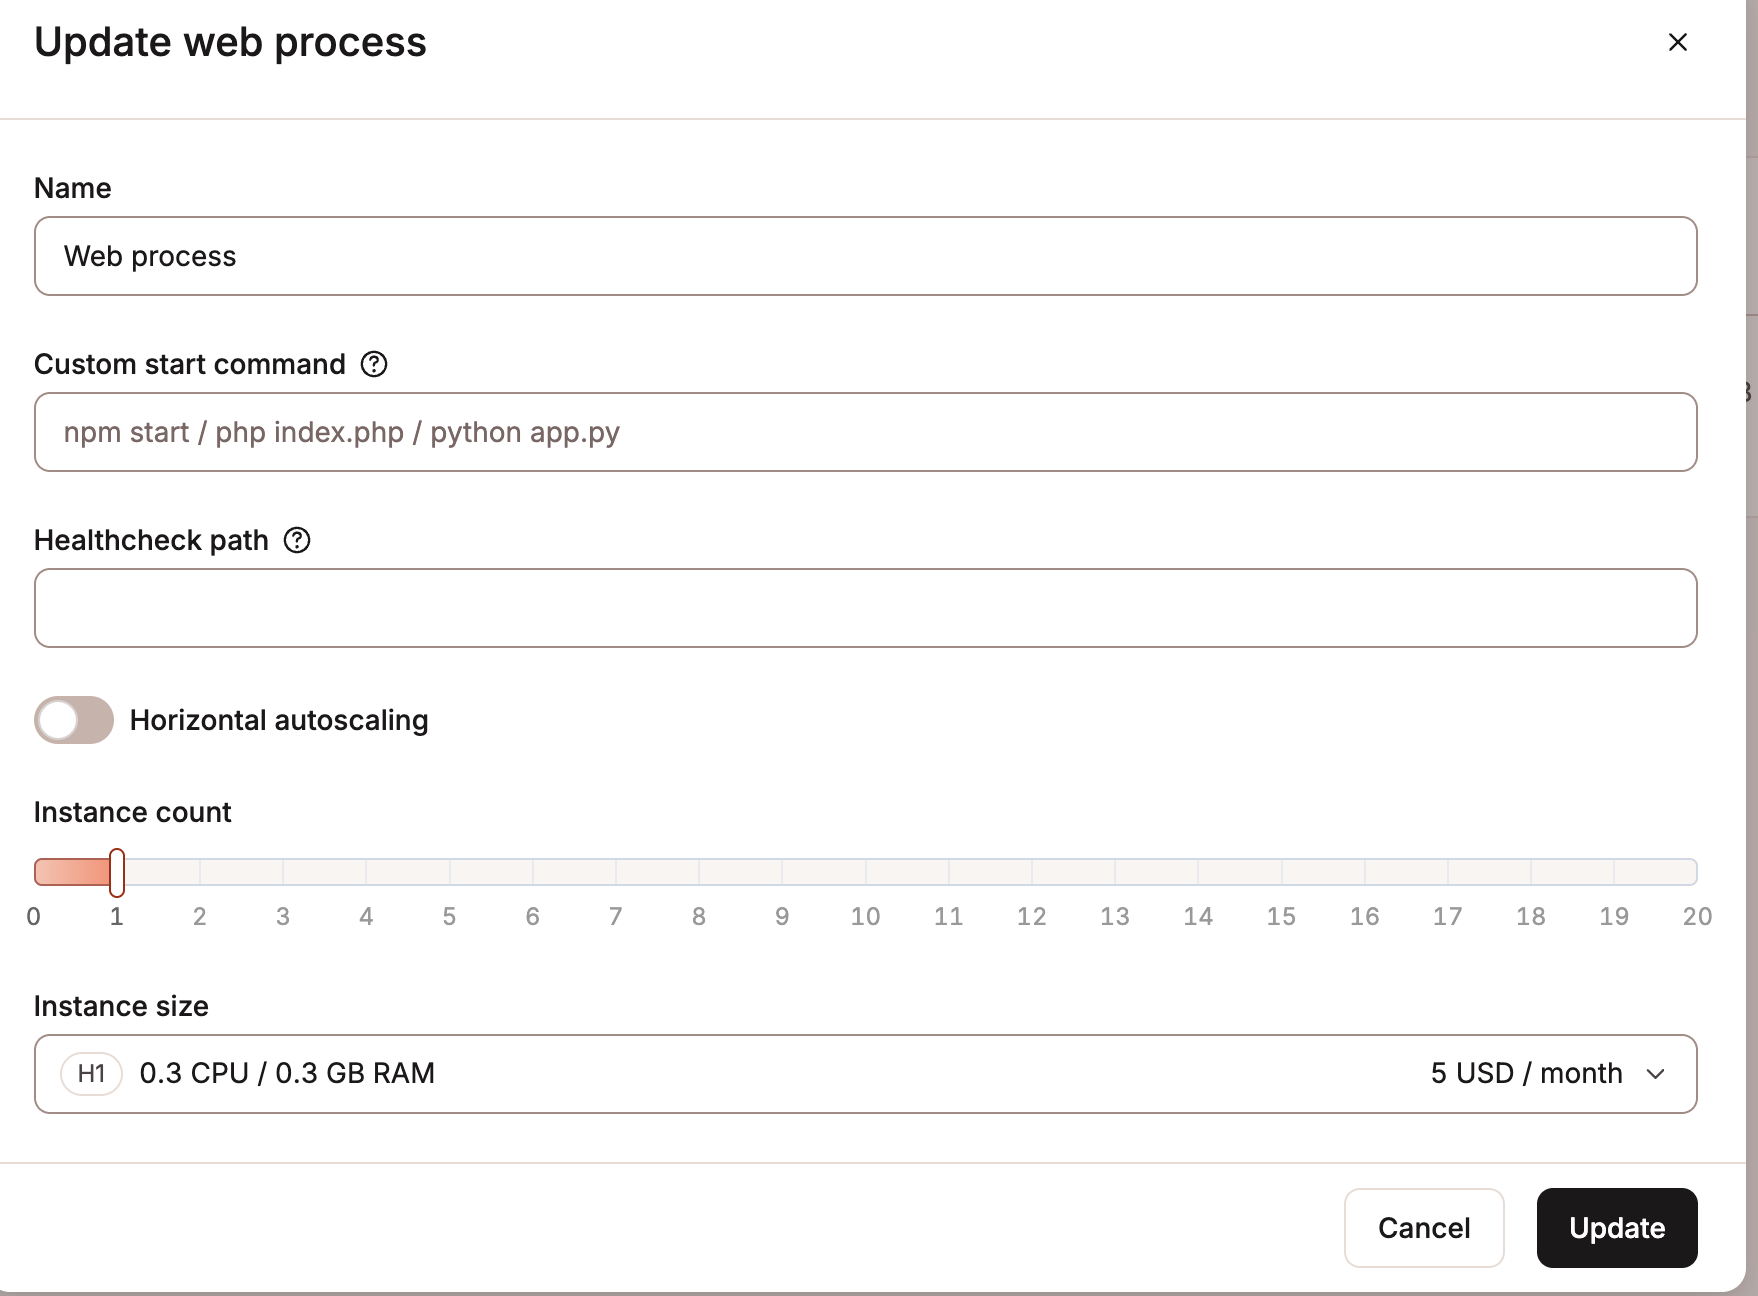 Update web process
Name
Web process
Custom start command
npm start / php index.php / python app.py
Healthcheck path
Horizontal autoscaling
Instance count
0 1 2 3 4 5 6 7 8 9 10 11 12 13 14 15 16 17 18 19 20
Instance size
H1 0.3 CPU / 0.3 GB RAM 5 USD / month
Cancel Update